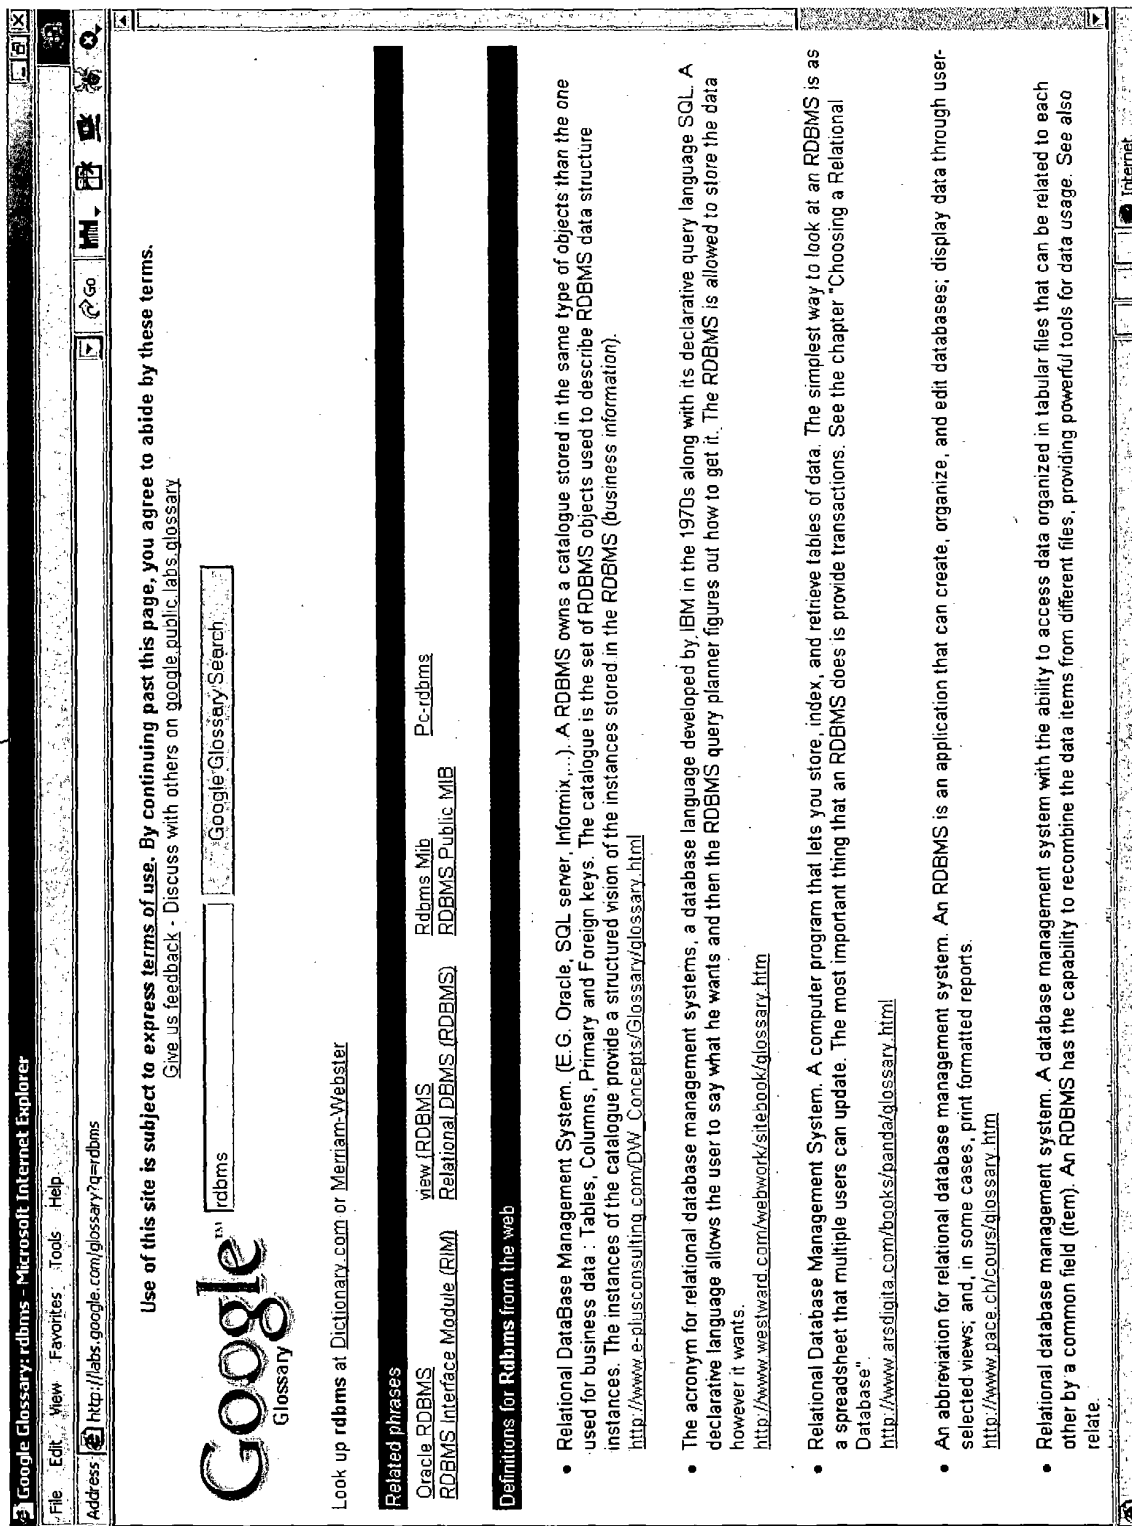 Google Glossary: rdbms - Microsoft Internet Explorer
File Edit View Favorites Tools Help
Address http://labs.google.com/glossary?q=rdbms
Go
Use of this site is subject to express terms of use. By continuing past this page, you agree to abide by these terms.
Give us feedback - Discuss with others on google.public.labs.glossary
Google™
Glossary
rdbms
Google Glossary Search
Look up rdbms at Dictionary.com or Merriam-Webster
Related phrases
Oracle RDBMS view (RDBMS Rdbms Mib Pc-rdbms
RDBMS Interface Module (RIM) Relational DBMS (RDBMS) RDBMS Public MIB
Definitions for Rdbms from the web
• Relational DataBase Management System. (E.G. Oracle, SQL server, Informix,...). A RDBMS owns a catalogue stored in the same type of objects than the one
used for business data : Tables, Columns, Primary and Foreign keys. The catalogue is the set of RDBMS objects used to describe RDBMS data structure
instances. The instances of the catalogue provide a structured vision of the instances stored in the RDBMS (business information).
http://www.e-plusconsulting.com/DW_Concepts/Glossary/glossary.html
• The acronym for relational database management systems, a database language developed by IBM in the 1970s along with its declarative query language SQL. A
declarative language allows the user to say what he wants and then the RDBMS query planner figures out how to get it. The RDBMS is allowed to store the data
however it wants.
http://www.westward.com/webwork/sitebook/glossary.htm
• Relational Database Management System. A computer program that lets you store, index, and retrieve tables of data. The simplest way to look at an RDBMS is as
a spreadsheet that multiple users can update. The most important thing that an RDBMS does is provide transactions. See the chapter "Choosing a Relational
Database".
http://www.arsdigita.com/books/panda/glossary.html
• An abbreviation for relational database management system. An RDBMS is an application that can create, organize, and edit databases; display data through user-
selected views; and, in some cases, print formatted reports.
http://www.pace.ch/cours/glossary.htm
• Relational database management system. A database management system with the ability to access data organized in tabular files that can be related to each
other by a common field (item). An RDBMS has the capability to recombine the data items from different files, providing powerful tools for data usage. See also
relate.
Internet